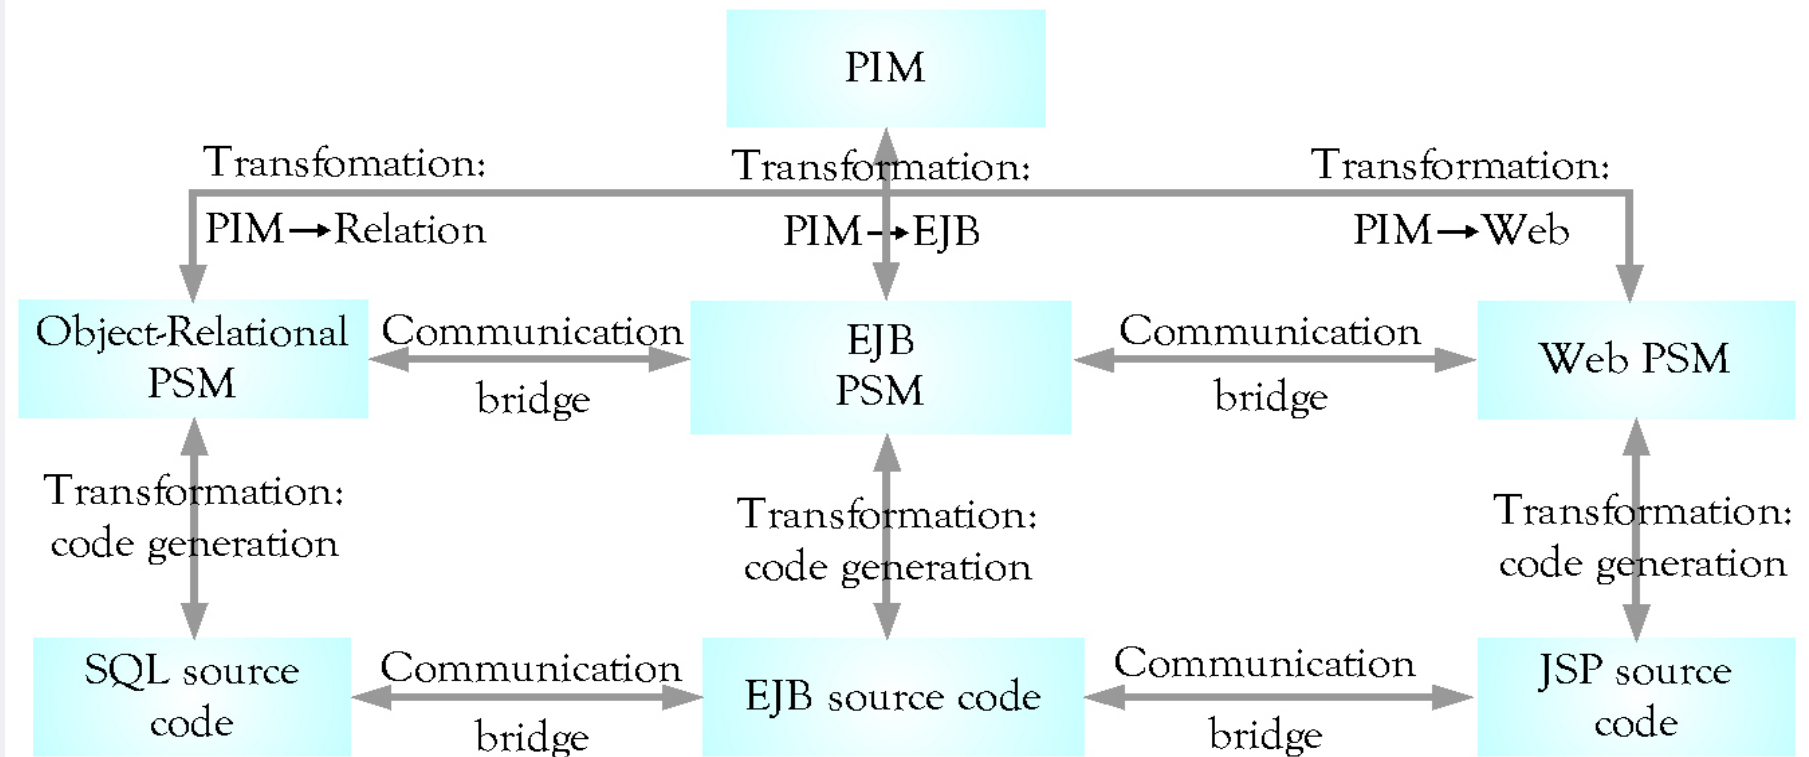 PIM
Transfomation:
Transformation:
Transformation:
PIM→Relation
PIM→EJB
PIM→Web
Object-Relational
PSM
Communication
bridge
EJB
PSM
Communication
bridge
Web PSM
Transformation:
code generation
Transformation:
code generation
Transformation:
code generation
SQL source
code
Communication
bridge
EJB source code
Communication
bridge
JSP source
code